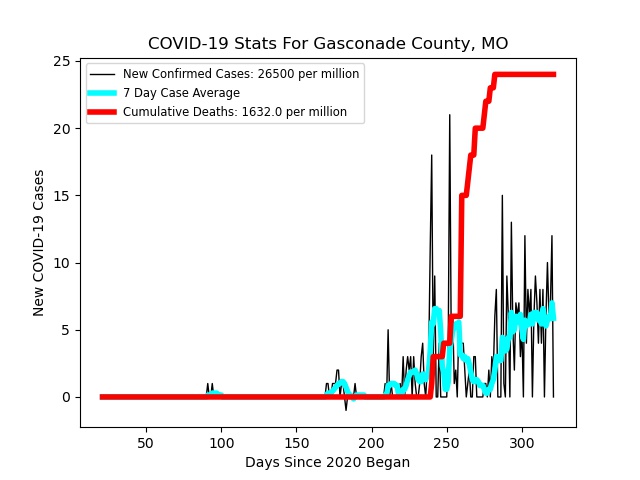 COVID-19 Stats For Gasconade County, MO
New Confirmed Cases: 26500 per million
7 Day Case Average
Cumulative Deaths: 1632.0 per million
New COVID-19 Cases
25
20
15
10
5
0
50
100
150
200
250
300
Days Since 2020 Began